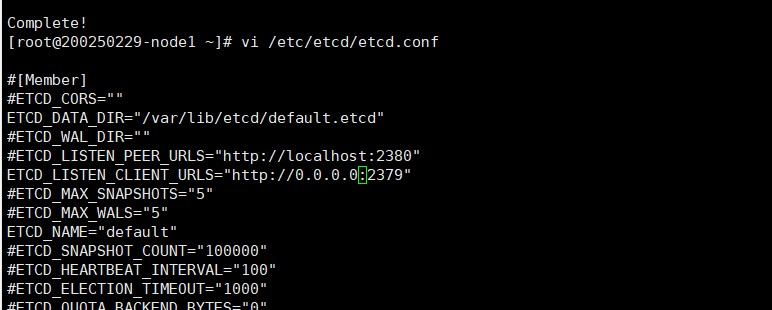 Complete!
[root@200250229-node1 ~]# vi /etc/etcd/etcd.conf
#[Member]
#ETCD_CORS=""
ETCD_DATA_DIR="/var/lib/etcd/default.etcd"
#ETCD_WAL_DIR=""
#ETCD_LISTEN_PEER_URLS="http://localhost:2380"
ETCD_LISTEN_CLIENT_URLS="http://0.0.0.0:2379"
#ETCD_MAX_SNAPSHOTS="5"
#ETCD_MAX_WALS="5"
ETCD_NAME="default"
#ETCD_SNAPSHOT_COUNT="100000"
#ETCD_HEARTBEAT_INTERVAL="100"
#ETCD_ELECTION_TIMEOUT="1000"
#ETCD_QUOTA_BACKEND_BYTES="0"